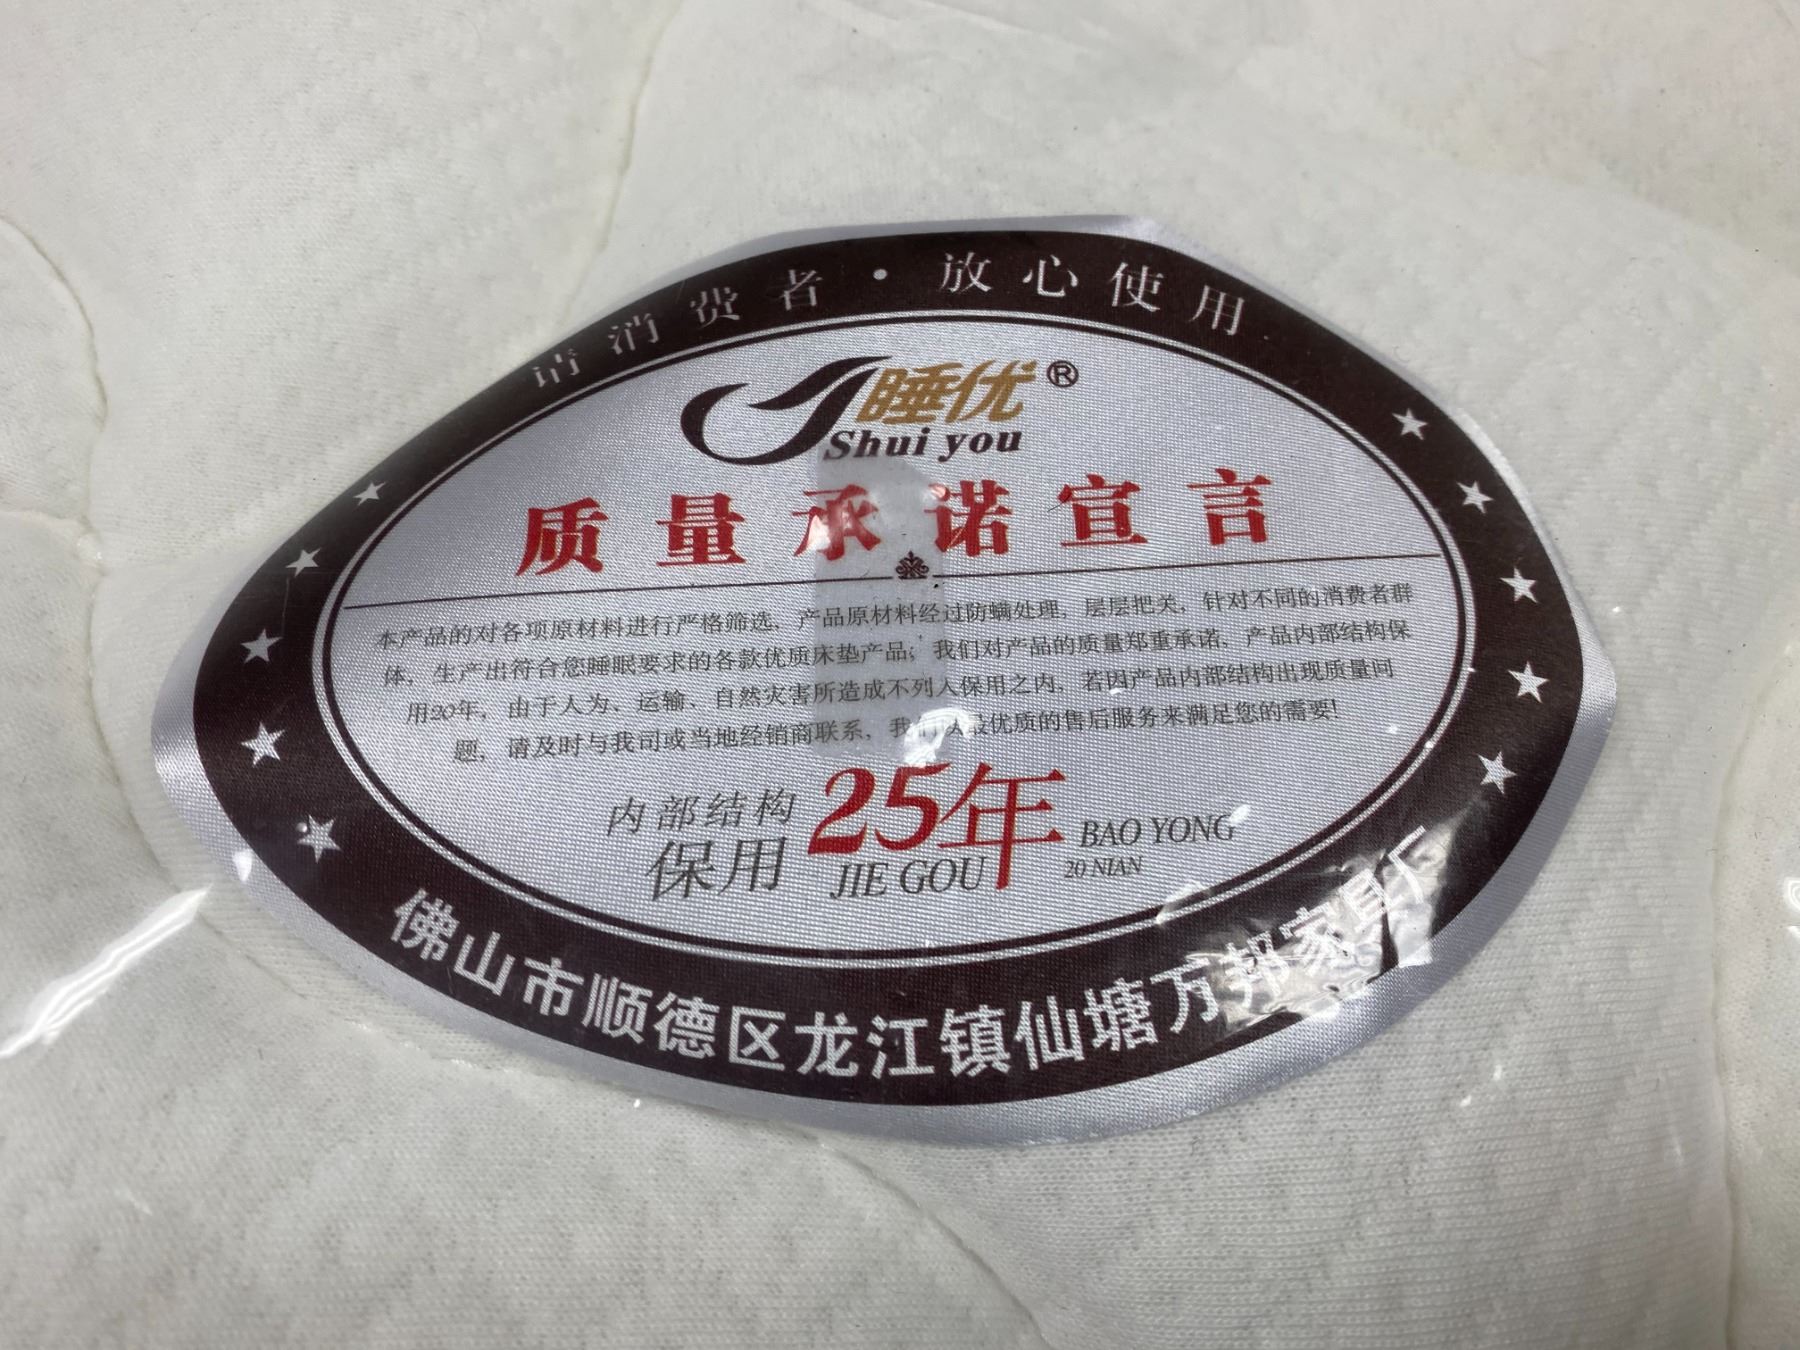 请消费者·放心使用
睡优®
Shui you
质量承诺宣言
本产品的对各项原材料进行严格筛选，产品原材料经过防螨处理，层层把关，针对不同的消费者群
体，生产出符合您睡眠要求的各款优质床垫产品；我们对产品的质量郑重承诺，产品内部结构保
用20年，由于人为、运输、自然灾害所造成不列入保用之内，若因产品内部结构出现质量问
题，请及时与我司或当地经销商联系，我们以最优质的售后服务来满足您的需要!
内部结构
保用
25年
JIE GOU
BAO YONG
20 NIAN
佛山市顺德区龙江镇仙塘万邦家具厂